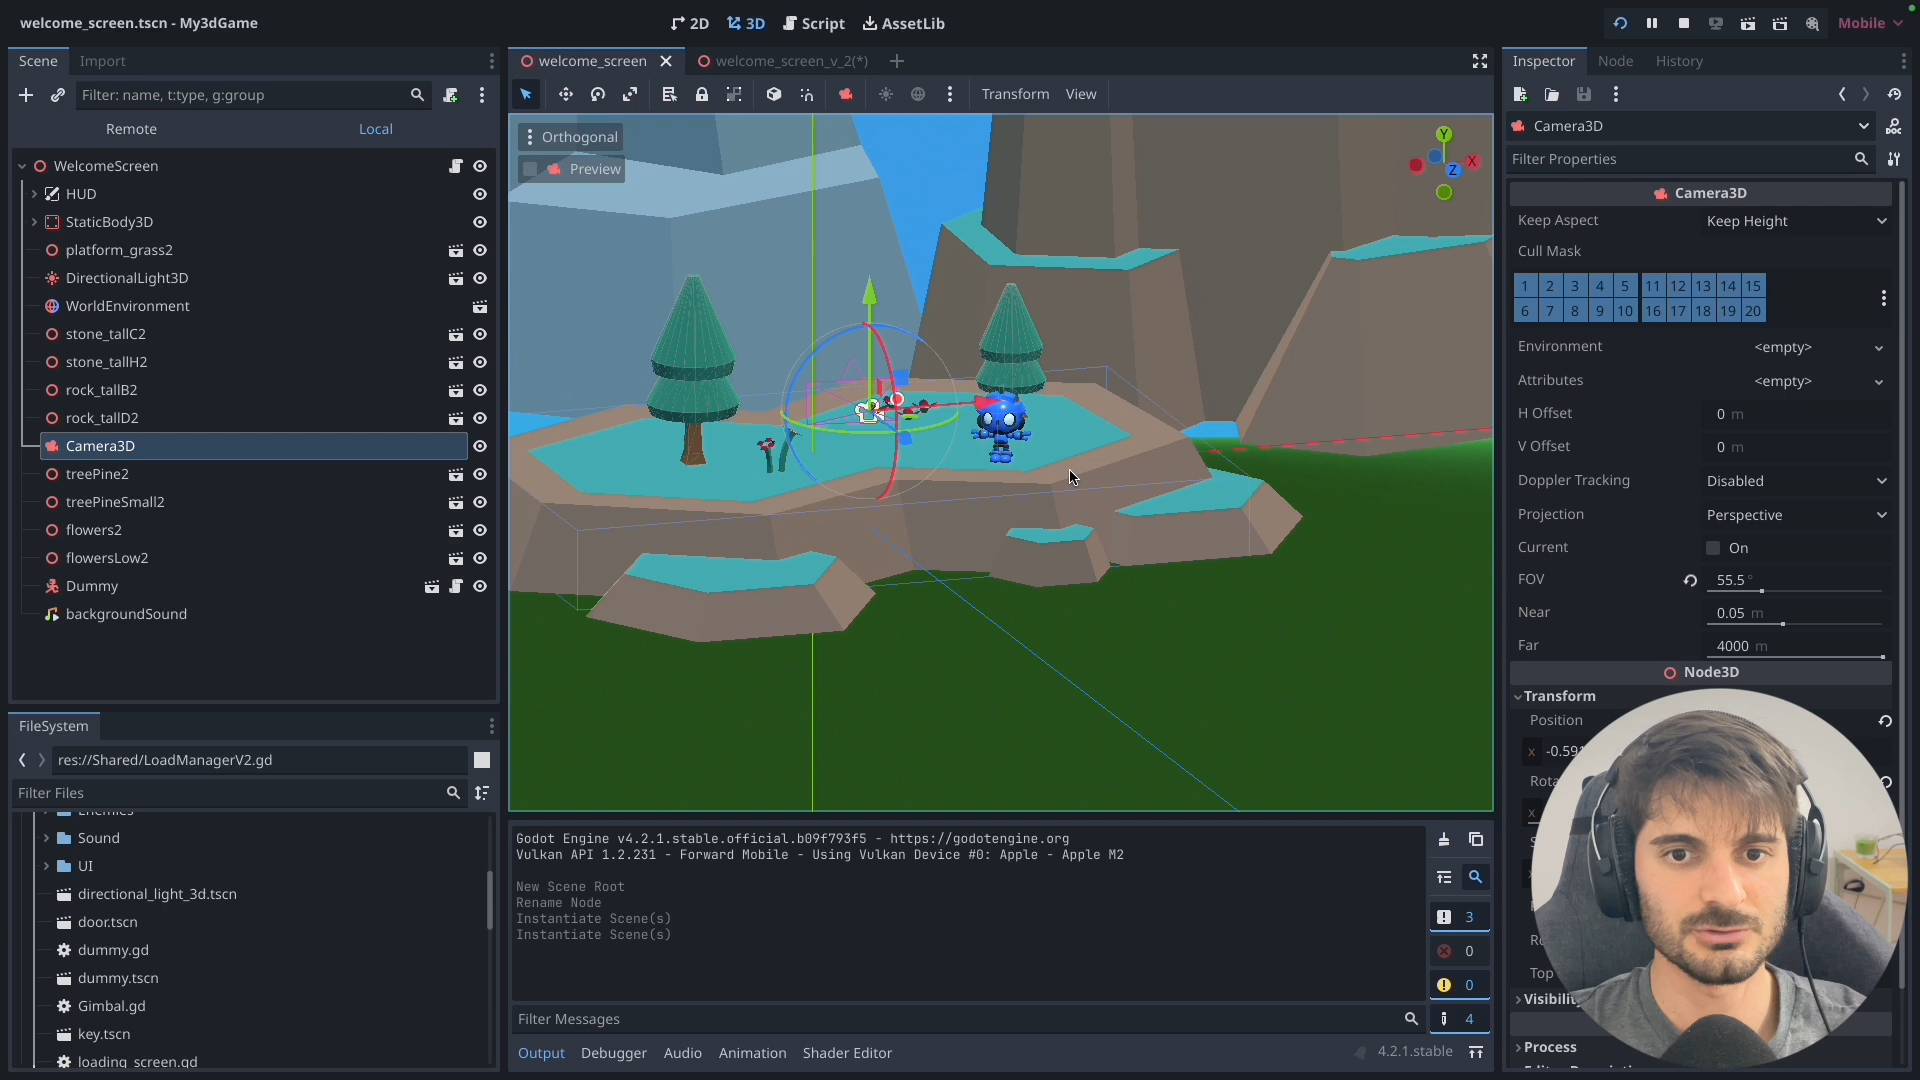 welcome_screen.tscn - My3dGame
2D
3D
Script
AssetLib
Mobile
Scene
Import
Filter: name, t:type, g:group
Remote
Local
WelcomeScreen
HUD
StaticBody3D
platform_grass2
DirectionalLight3D
WorldEnvironment
stone_tallC2
stone_tallH2
rock_tallB2
rock_tallD2
Camera3D
treePine2
treePineSmall2
flowers2
flowersLow2
Dummy
backgroundSound
FileSystem
res://Shared/LoadManagerV2.gd
Filter Files
Enemies
Sound
UI
directional_light_3d.tscn
door.tscn
dummy.gd
dummy.tscn
Gimbal.gd
key.tscn
loading_screen.gd
welcome_screen
welcome_screen_v_2(*)
Transform
View
Orthogonal
Preview
Y
X
Z
Godot Engine v4.2.1.stable.official.b09f793f5 - https://godotengine.org
Vulkan API 1.2.231 - Forward Mobile - Using Vulkan Device #0: Apple - Apple M2
New Scene Root
Rename Node
Instantiate Scene(s)
Instantiate Scene(s)
3
0
0
4
Filter Messages
Output
Debugger
Audio
Animation
Shader Editor
4.2.1.stable
Inspector
Node
History
Camera3D
DOC
Filter Properties
Camera3D
Keep Aspect
Keep Height
Cull Mask
1 2 3 4 5 11 12 13 14 15
6 7 8 9 10 16 17 18 19 20
Environment
<empty>
Attributes
<empty>
H Offset
0 m
V Offset
0 m
Doppler Tracking
Disabled
Projection
Perspective
Current
On
FOV
55.5 °
Near
0.05 m
Far
4000 m
Node3D
Transform
Position
x -0.59
Rota
x
Top
Visibility
Process